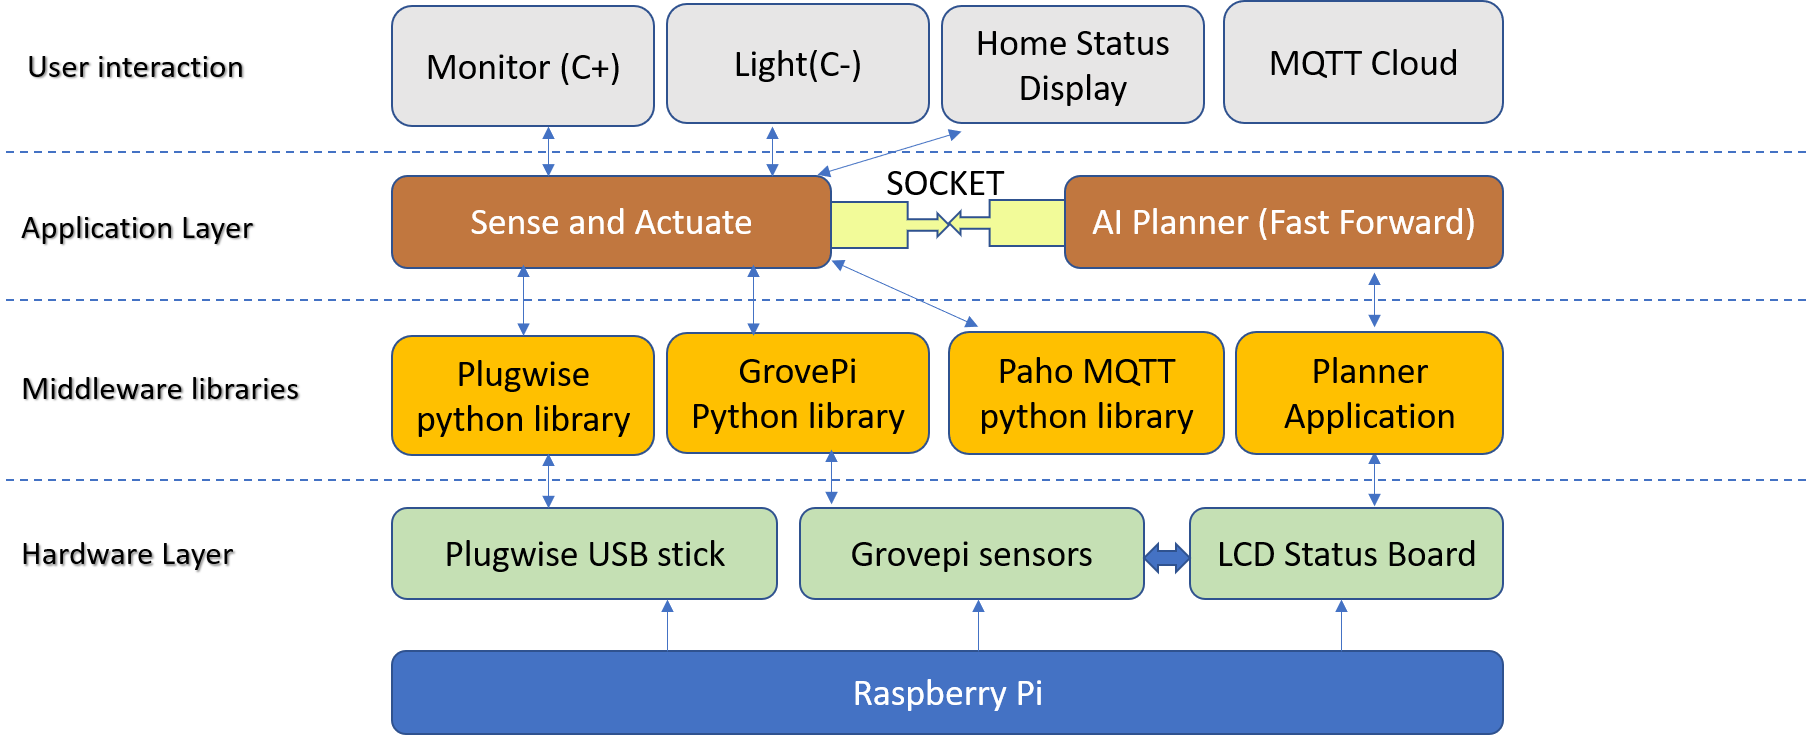 User interaction
Monitor (C+)
Light(C-)
Home Status
Display
MQTT Cloud
Application Layer
Sense and Actuate
SOCKET
AI Planner (Fast Forward)
Middleware libraries
Plugwise
python library
GrovePi
Python library
Paho MQTT
python library
Planner
Application
Hardware Layer
Plugwise USB stick
Grovepi sensors
LCD Status Board
Raspberry Pi